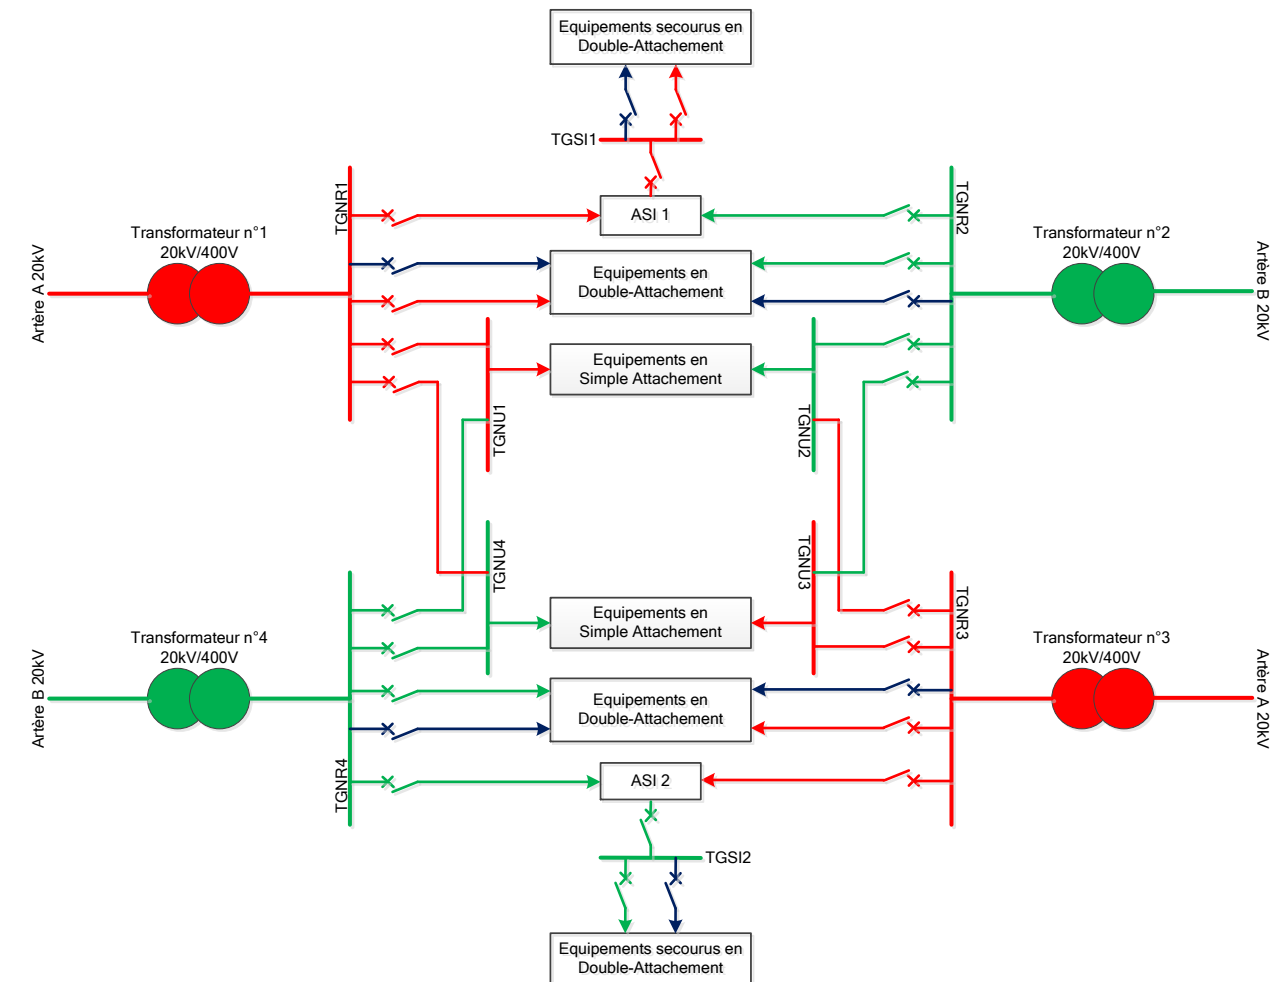 Equipements secourus en
Double-Attachement
TGSI1
TGNR1
TGNR2
ASI 1
Transformateur n°1
20kV/400V
Transformateur n°2
20kV/400V
Artère A 20kV
Artère B 20kV
Equipements en
Double-Attachement
Equipements en
Simple Attachement
TGNU1
TGNU2
TGNU4
TGNU3
Equipements en
Simple Attachement
TGNR3
Transformateur n°4
20kV/400V
Transformateur n°3
20kV/400V
Artère B 20kV
Artère A 20kV
Equipements en
Double-Attachement
TGNR4
ASI 2
TGSI2
Equipements secourus en
Double-Attachement